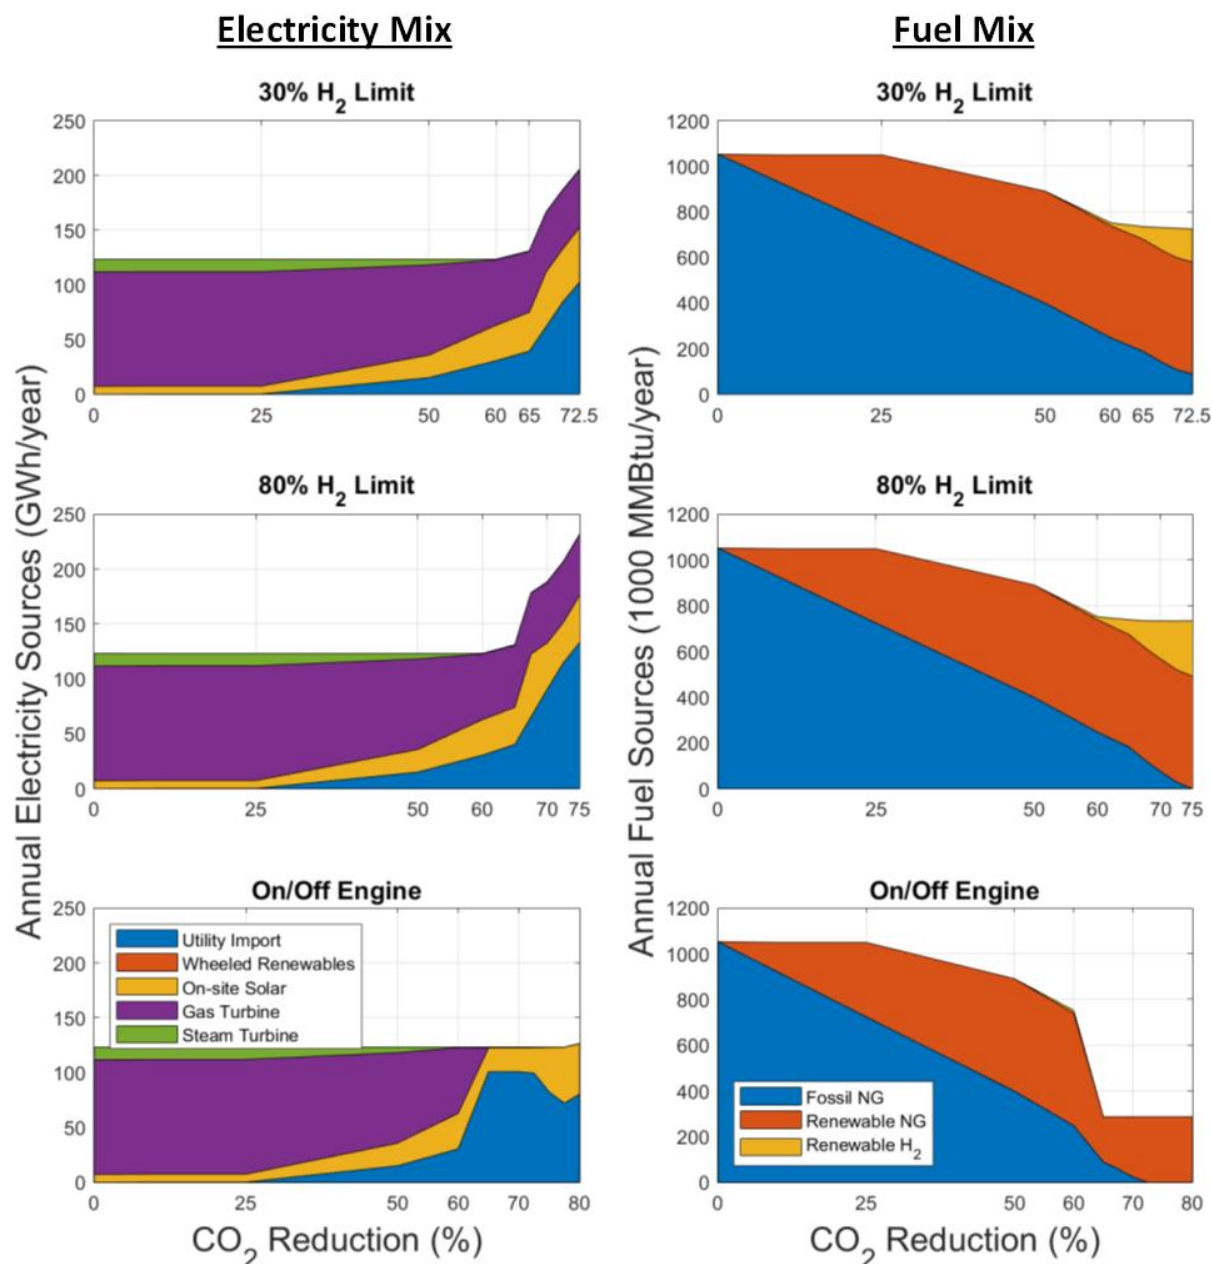 Electricity Mix
Fuel Mix
30% H2 Limit
30% H2 Limit
250
200
150
100
50
0
0 25 50 60 65 72.5
1200
1000
800
600
400
200
0
0 25 50 60 65 72.5
80% H2 Limit
80% H2 Limit
250
200
150
100
50
0
0 25 50 60 70 75
1200
1000
800
600
400
200
0
0 25 50 60 70 75
On/Off Engine
On/Off Engine
250
200
150
100
50
0
0 25 50 60 70 80
Utility Import
Wheeled Renewables
On-site Solar
Gas Turbine
Steam Turbine
1200
1000
800
600
400
200
0
0 25 50 60 70 80
Fossil NG
Renewable NG
Renewable H2
Annual Electricity Sources (GWh/year)
Annual Fuel Sources (1000 MMBtu/year)
CO2 Reduction (%)
CO2 Reduction (%)